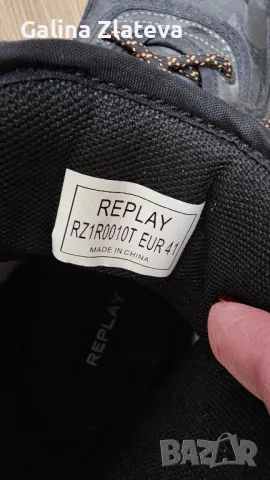 Galina Zlateva
REPLAY
RZ1R0010T EUR 41
MADE IN CHINA
REPLAY
BAZAR